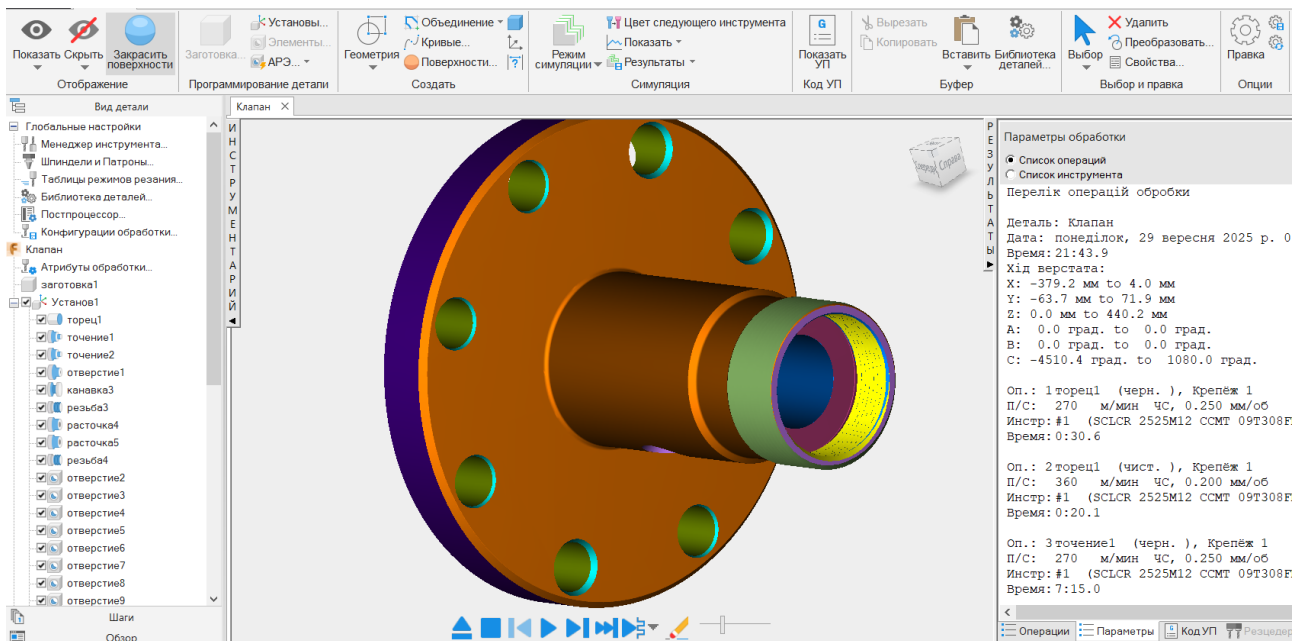 Показать
Скрыть
Закрасить поверхности
Отображение
Заготовка...
Установы...
Элементы...
АРЭ...
Программирование детали
Геометрия
Объединение
Кривые...
Поверхности...
Создать
Режим симуляции
Цвет следующего инструмента
Показать
Результаты
Симуляция
G
Показать УП
Код УП
Вырезать
Копировать
Вставить
Библиотека деталей...
Буфер
Выбор
Удалить
Преобразовать...
Свойства...
Выбор и правка
Правка
Опции
Вид детали
Глобальные настройки
Менеджер инструмента...
Шпиндели и Патроны...
Таблицы режимов резания...
Библиотека деталей...
Постпроцессор...
Конфигурации обработки...
Клапан
Атрибуты обработки...
заготовка1
Установ1
торец1
точение1
точение2
отверстие1
канавка3
резьба3
расточка4
расточка5
резьба4
отверстие2
отверстие3
отверстие4
отверстие5
отверстие6
отверстие7
отверстие8
отверстие9
Шаги
Обзор
Клапан
ИНСТРУМЕНТАРИЙ
Справа
РЕЗУЛЬТАТЫ
Параметры обработки
Список операций
Список инструмента
Перелік операцій обробки
Деталь: Клапан
Дата: понеділок, 29 вересня 2025 р. 0
Время: 21:43.9
Хід верстата:
X: -379.2 мм to 4.0 мм
Y: -63.7 мм to 71.9 мм
Z: 0.0 мм to 440.2 мм
A: 0.0 град. to 0.0 град.
B: 0.0 град. to 0.0 град.
C: -4510.4 град. to 1080.0 град.
Оп.: 1 торец1 (черн. ), Крепёж 1
П/С: 270 м/мин ЧС, 0.250 мм/об
Инстр: #1 (SCLCR 2525M12 CCMT 09T308F
Время: 0:30.6
Оп.: 2 торец1 (чист. ), Крепёж 1
П/С: 360 м/мин ЧС, 0.200 мм/об
Инстр: #1 (SCLCR 2525M12 CCMT 09T308F
Время: 0:20.1
Оп.: 3 точение1 (черн. ), Крепёж 1
П/С: 270 м/мин ЧС, 0.250 мм/об
Инстр: #1 (SCLCR 2525M12 CCMT 09T308F
Время: 7:15.0
Операции
Параметры
Код УП
Резцедер